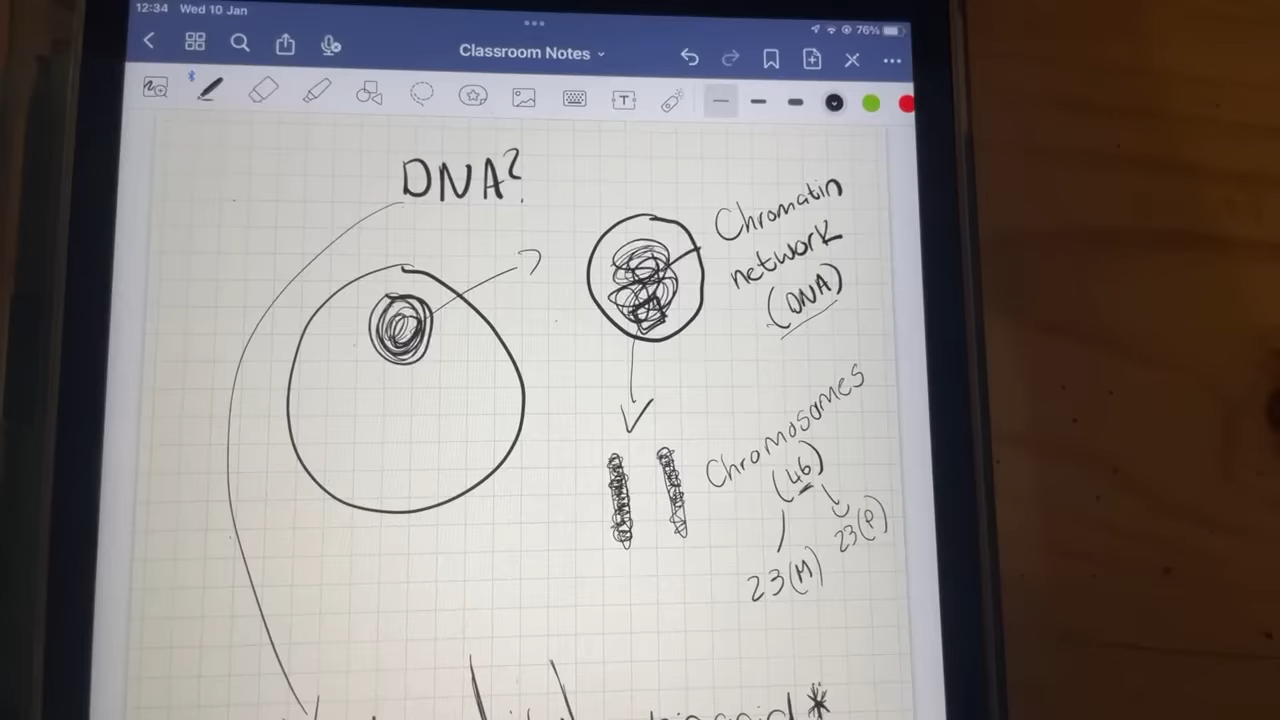 12:34 Wed 10 Jan
76%
Classroom Notes
T
DNA?
Chromatin
network
(DNA)
Chromosomes
(46)
23(P)
23(M)